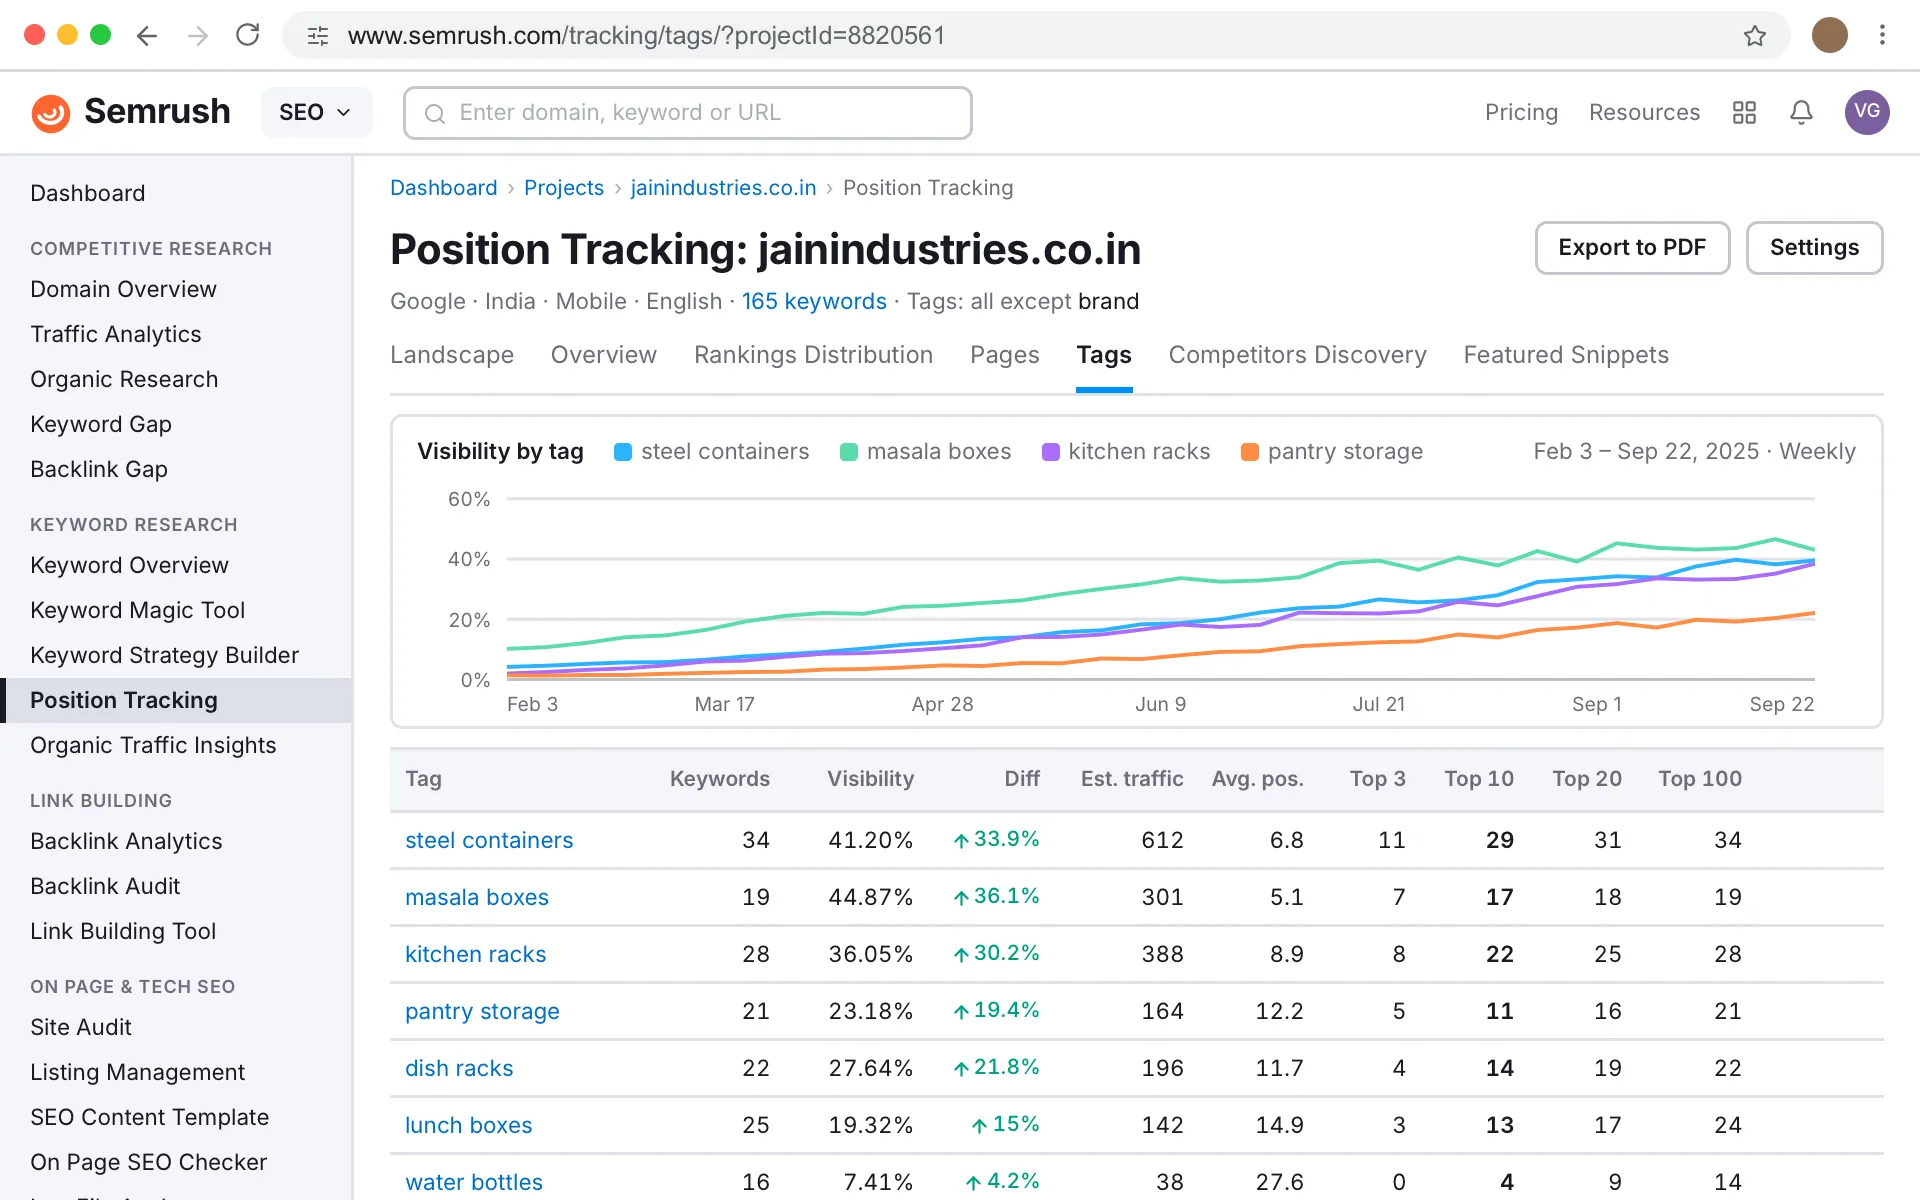 www.semrush.com/tracking/tags/?projectId=8820561
Semrush
SEO
Enter domain, keyword or URL
Pricing
Resources
VG
Dashboard
COMPETITIVE RESEARCH
Domain Overview
Traffic Analytics
Organic Research
Keyword Gap
Backlink Gap
KEYWORD RESEARCH
Keyword Overview
Keyword Magic Tool
Keyword Strategy Builder
Position Tracking
Organic Traffic Insights
LINK BUILDING
Backlink Analytics
Backlink Audit
Link Building Tool
ON PAGE & TECH SEO
Site Audit
Listing Management
SEO Content Template
On Page SEO Checker
Dashboard › Projects › jainindustries.co.in › Position Tracking
Position Tracking: jainindustries.co.in
Export to PDF
Settings
Google · India · Mobile · English · 165 keywords · Tags: all except brand
Landscape Overview Rankings Distribution Pages Tags Competitors Discovery Featured Snippets
Visibility by tag steel containers masala boxes kitchen racks pantry storage Feb 3 – Sep 22, 2025 · Weekly
60%
40%
20%
0%
Feb 3 Mar 17 Apr 28 Jun 9 Jul 21 Sep 1 Sep 22
Tag Keywords Visibility Diff Est. traffic Avg. pos. Top 3 Top 10 Top 20 Top 100
steel containers 34 41.20% ↑33.9% 612 6.8 11 29 31 34
masala boxes 19 44.87% ↑36.1% 301 5.1 7 17 18 19
kitchen racks 28 36.05% ↑30.2% 388 8.9 8 22 25 28
pantry storage 21 23.18% ↑19.4% 164 12.2 5 11 16 21
dish racks 22 27.64% ↑21.8% 196 11.7 4 14 19 22
lunch boxes 25 19.32% ↑15% 142 14.9 3 13 17 24
water bottles 16 7.41% ↑4.2% 38 27.6 0 4 9 14